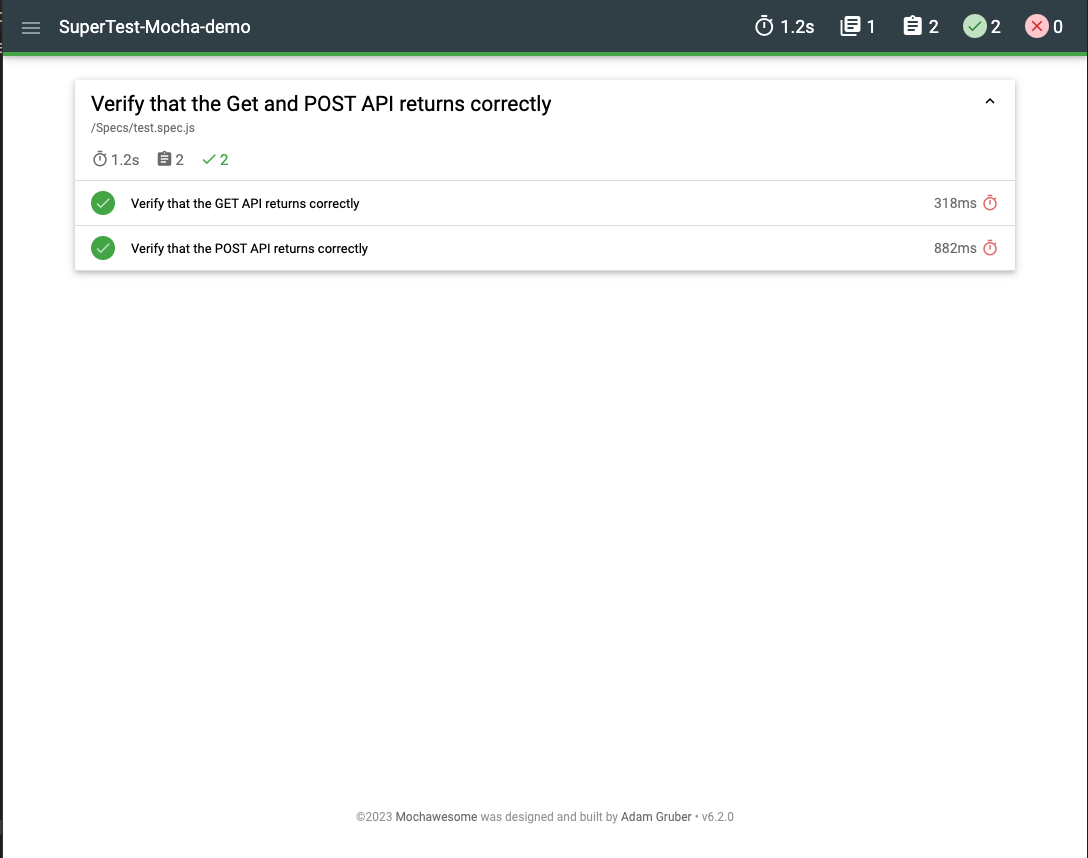 SuperTest-Mocha-demo 1.2s 1 2 2 0
Verify that the Get and POST API returns correctly
/Specs/test.spec.js
1.2s 2 2
Verify that the GET API returns correctly 318ms
Verify that the POST API returns correctly 882ms
©2023 Mochawesome was designed and built by Adam Gruber • v6.2.0